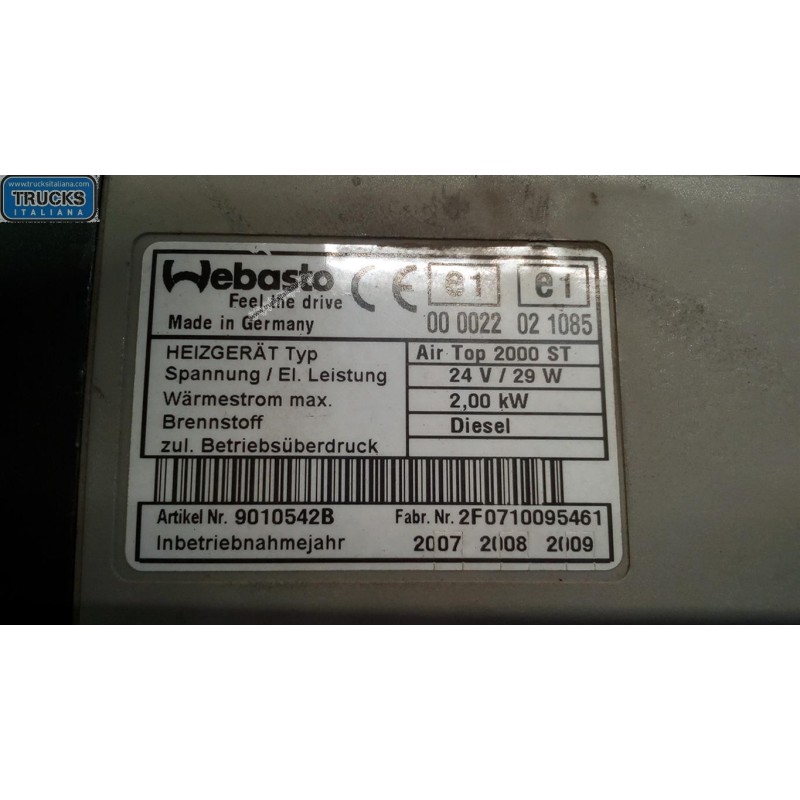 www.trucksitaliana.com
TRUCKS
ITALIANA
Webasto
Feel the drive
Made in Germany
CE e1 e1
00 0022 02 1085
HEIZGERÄT Typ Air Top 2000 ST
Spannung / El. Leistung 24 V / 29 W
Wärmestrom max. 2,00 kW
Brennstoff Diesel
zul. Betriebsüberdruck
Artikel Nr. 9010542B Fabr. Nr. 2F0710095461
Inbetriebnahmejahr 2007 2008 2009